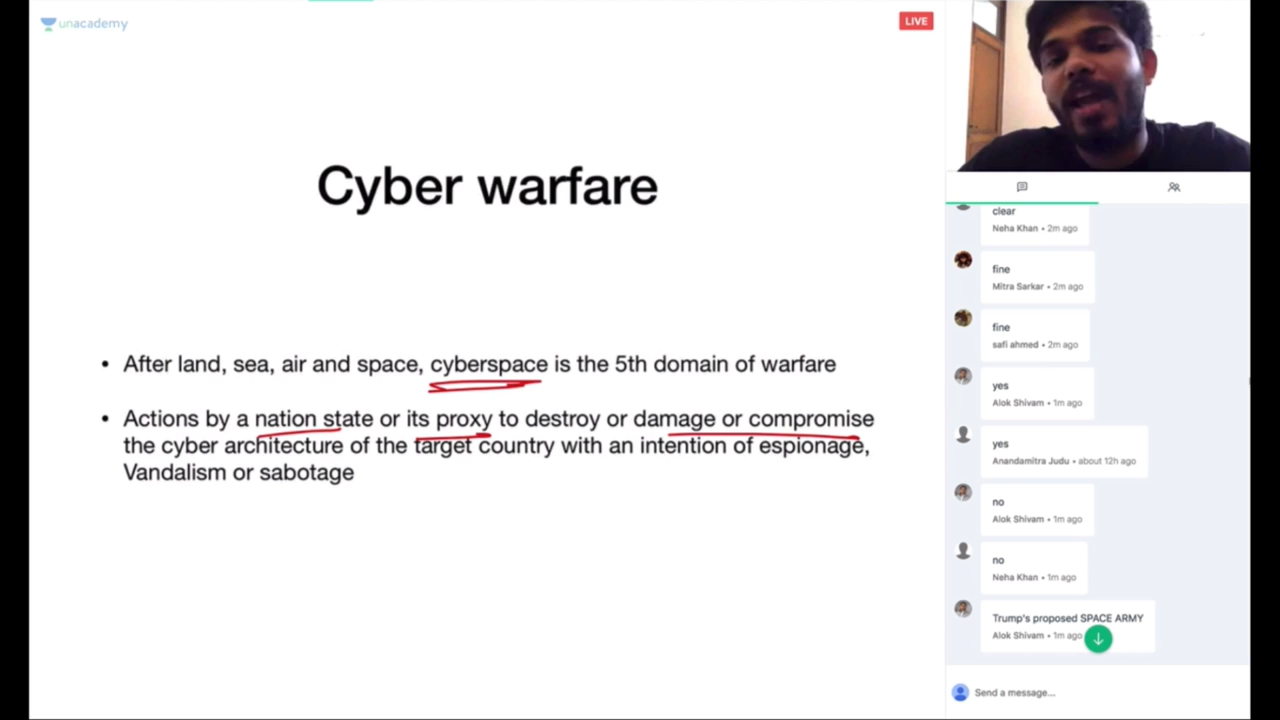 unacademy
LIVE
Cyber warfare
• After land, sea, air and space, cyberspace is the 5th domain of warfare
• Actions by a nation state or its proxy to destroy or damage or compromise
the cyber architecture of the target country with an intention of espionage,
Vandalism or sabotage
clear
Neha Khan • 2m ago
fine
Mitra Sarkar • 2m ago
fine
safi ahmed • 2m ago
yes
Alok Shivam • 1m ago
yes
Anandamitra Judu • about 12h ago
no
Alok Shivam • 1m ago
no
Neha Khan • 1m ago
Trump's proposed SPACE ARMY
Alok Shivam • 1m ago
Send a message...